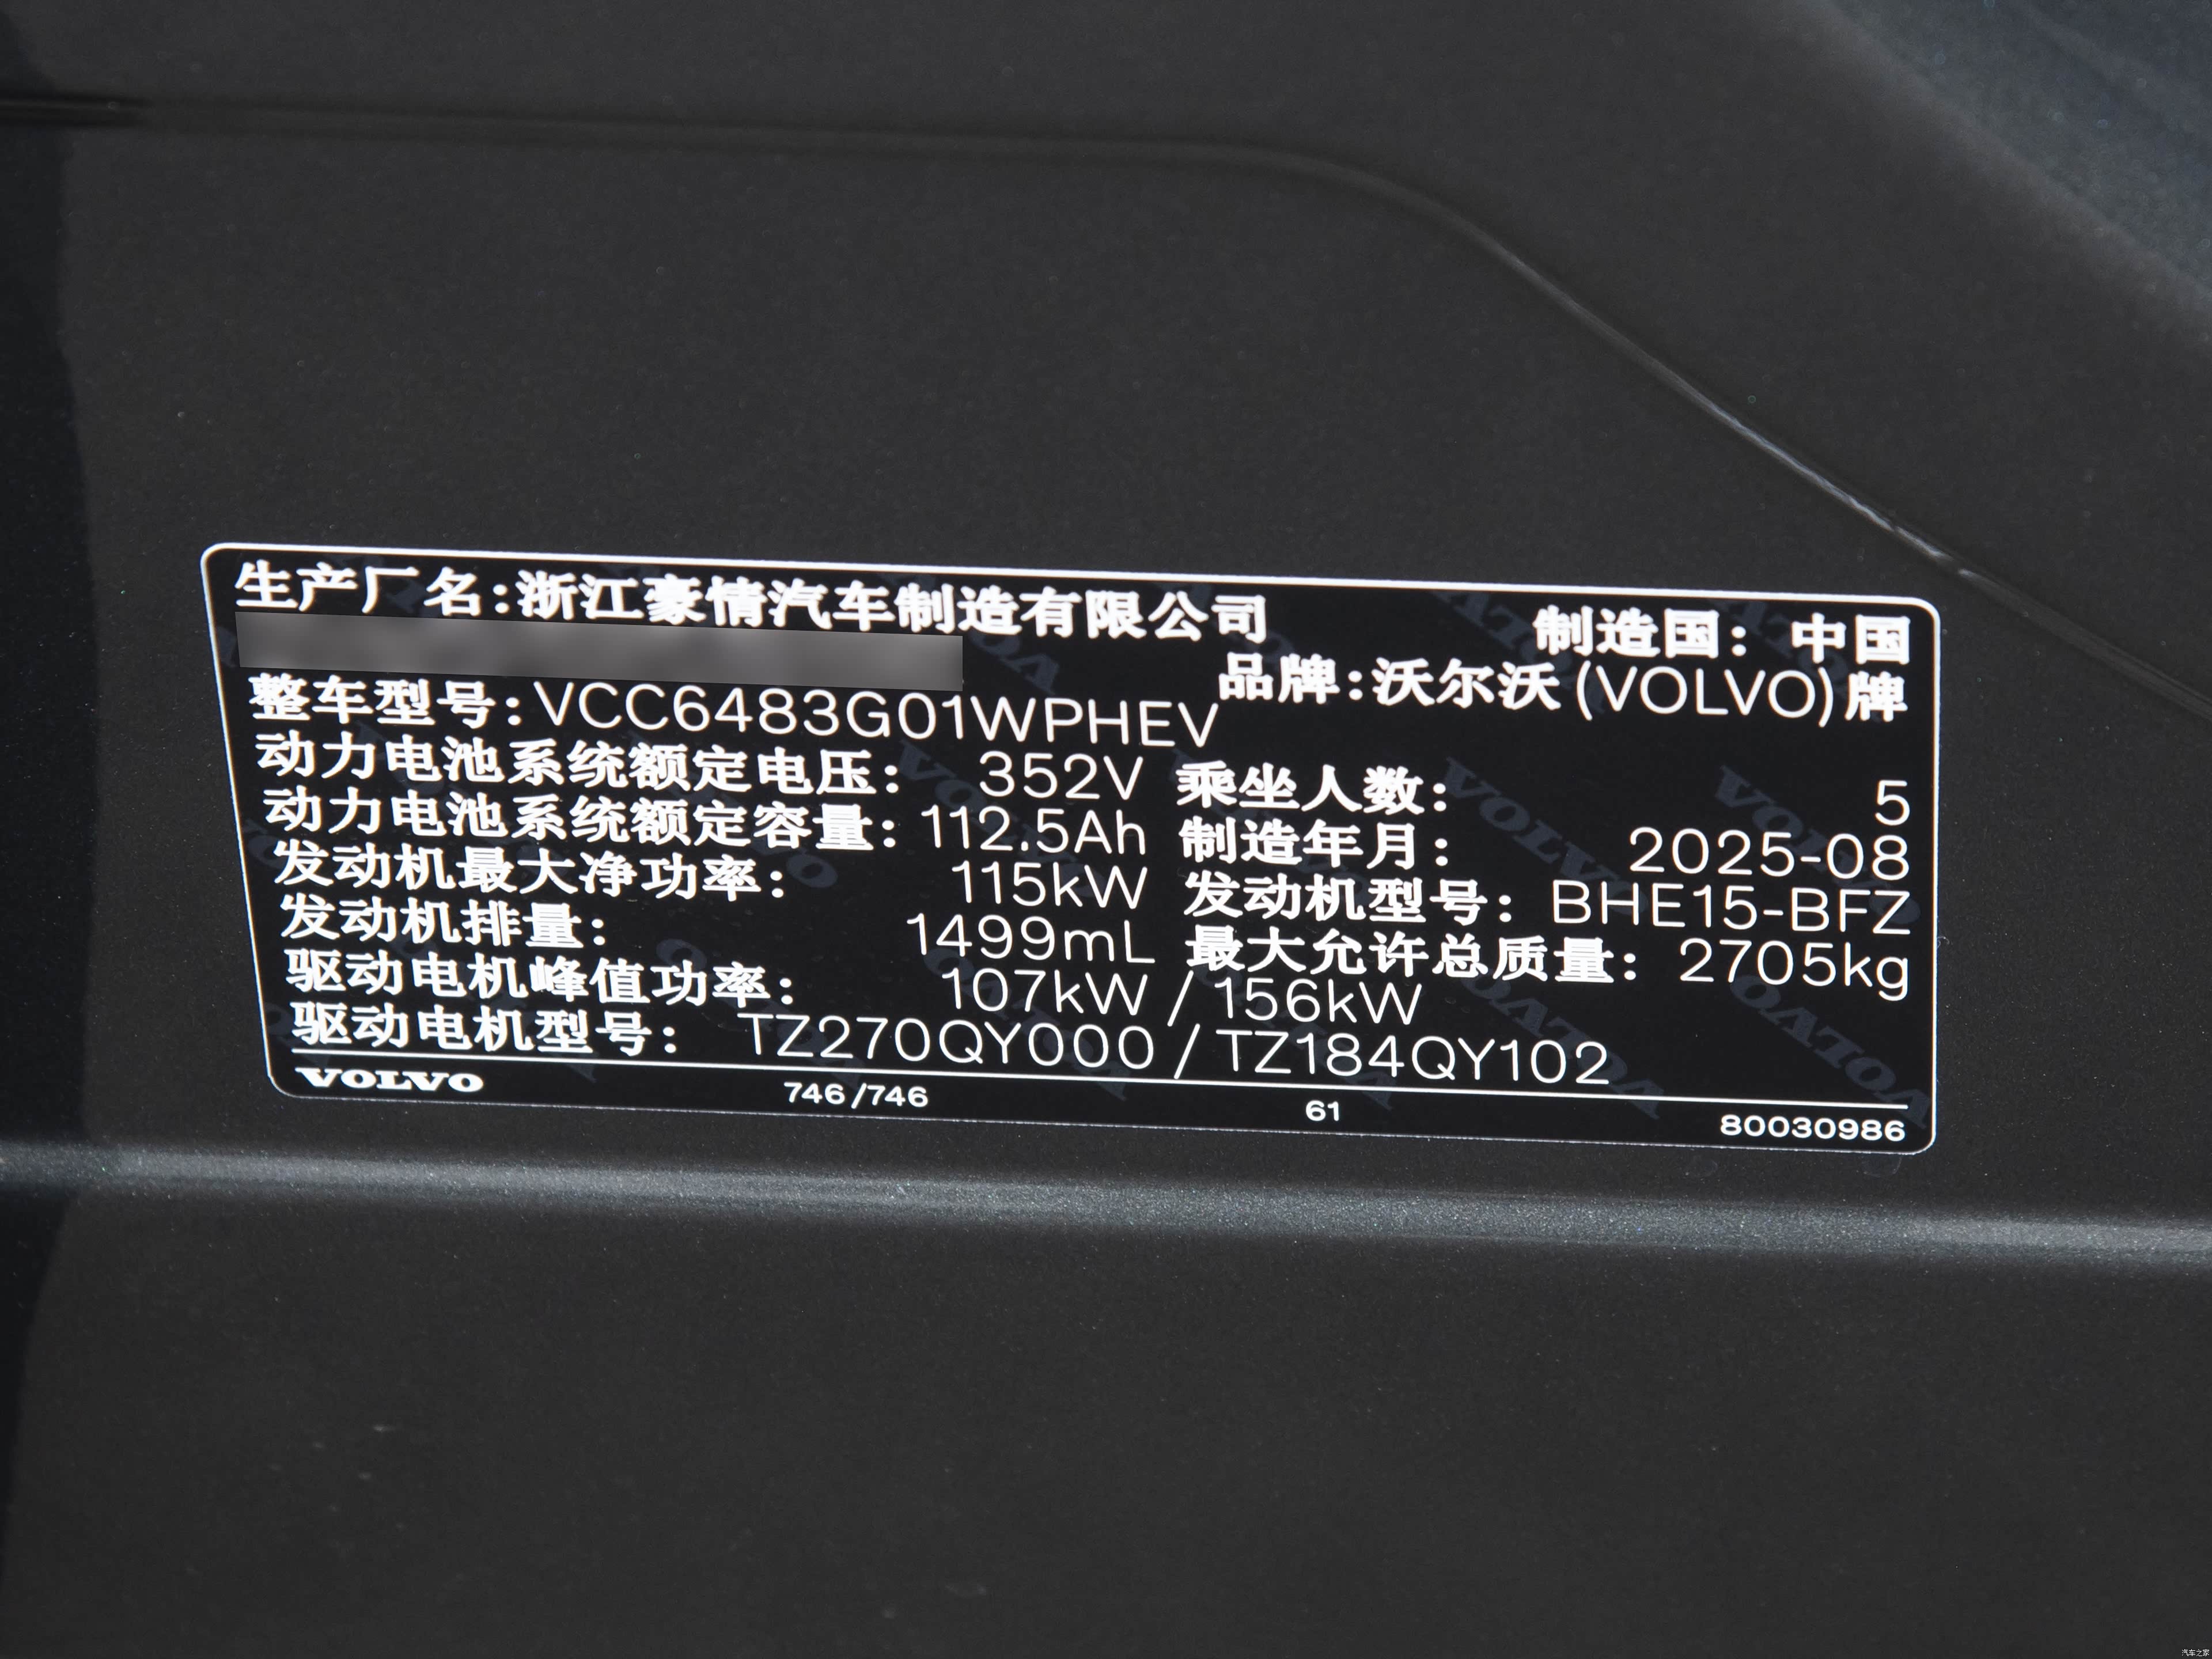 生产厂名:浙江豪情汽车制造有限公司 制造国: 中国
品牌:沃尔沃(VOLVO)牌
整车型号:VCC6483G01WPHEV
动力电池系统额定电压: 352V 乘坐人数: 5
动力电池系统额定容量: 112.5Ah 制造年月: 2025-08
发动机最大净功率: 115kW 发动机型号: BHE15-BFZ
发动机排量: 1499mL 最大允许总质量: 2705kg
驱动电机峰值功率: 107kW / 156kW
驱动电机型号: TZ270QY000 / TZ184QY102
VOLVO 746/746 61 80030986
汽车之家